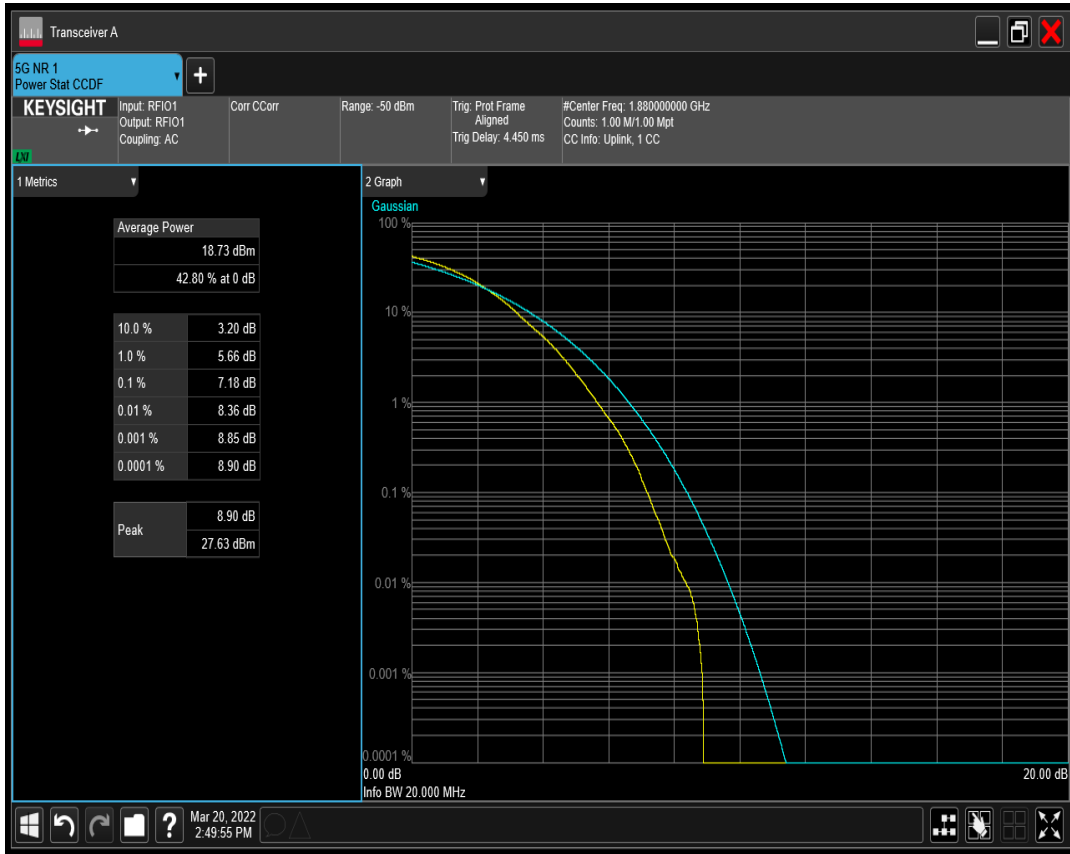 Transceiver A
5G NR 1
Power Stat CCDF
+
KEYSIGHT
LXI
Input: RFIO1
Output: RFIO1
Coupling: AC
Corr CCorr
Range: -50 dBm
Trig: Prot Frame
Aligned
Trig Delay: 4.450 ms
#Center Freq: 1.880000000 GHz
Counts: 1.00 M/1.00 Mpt
CC Info: Uplink, 1 CC
1 Metrics
Average Power
18.73 dBm
42.80 % at 0 dB
10.0 % 3.20 dB
1.0 % 5.66 dB
0.1 % 7.18 dB
0.01 % 8.36 dB
0.001 % 8.85 dB
0.0001 % 8.90 dB
Peak
8.90 dB
27.63 dBm
2 Graph
Gaussian
100 %
10 %
1 %
0.1 %
0.01 %
0.001 %
0.0001 %
0.00 dB 20.00 dB
Info BW 20.000 MHz
?
Mar 20, 2022
2:49:55 PM